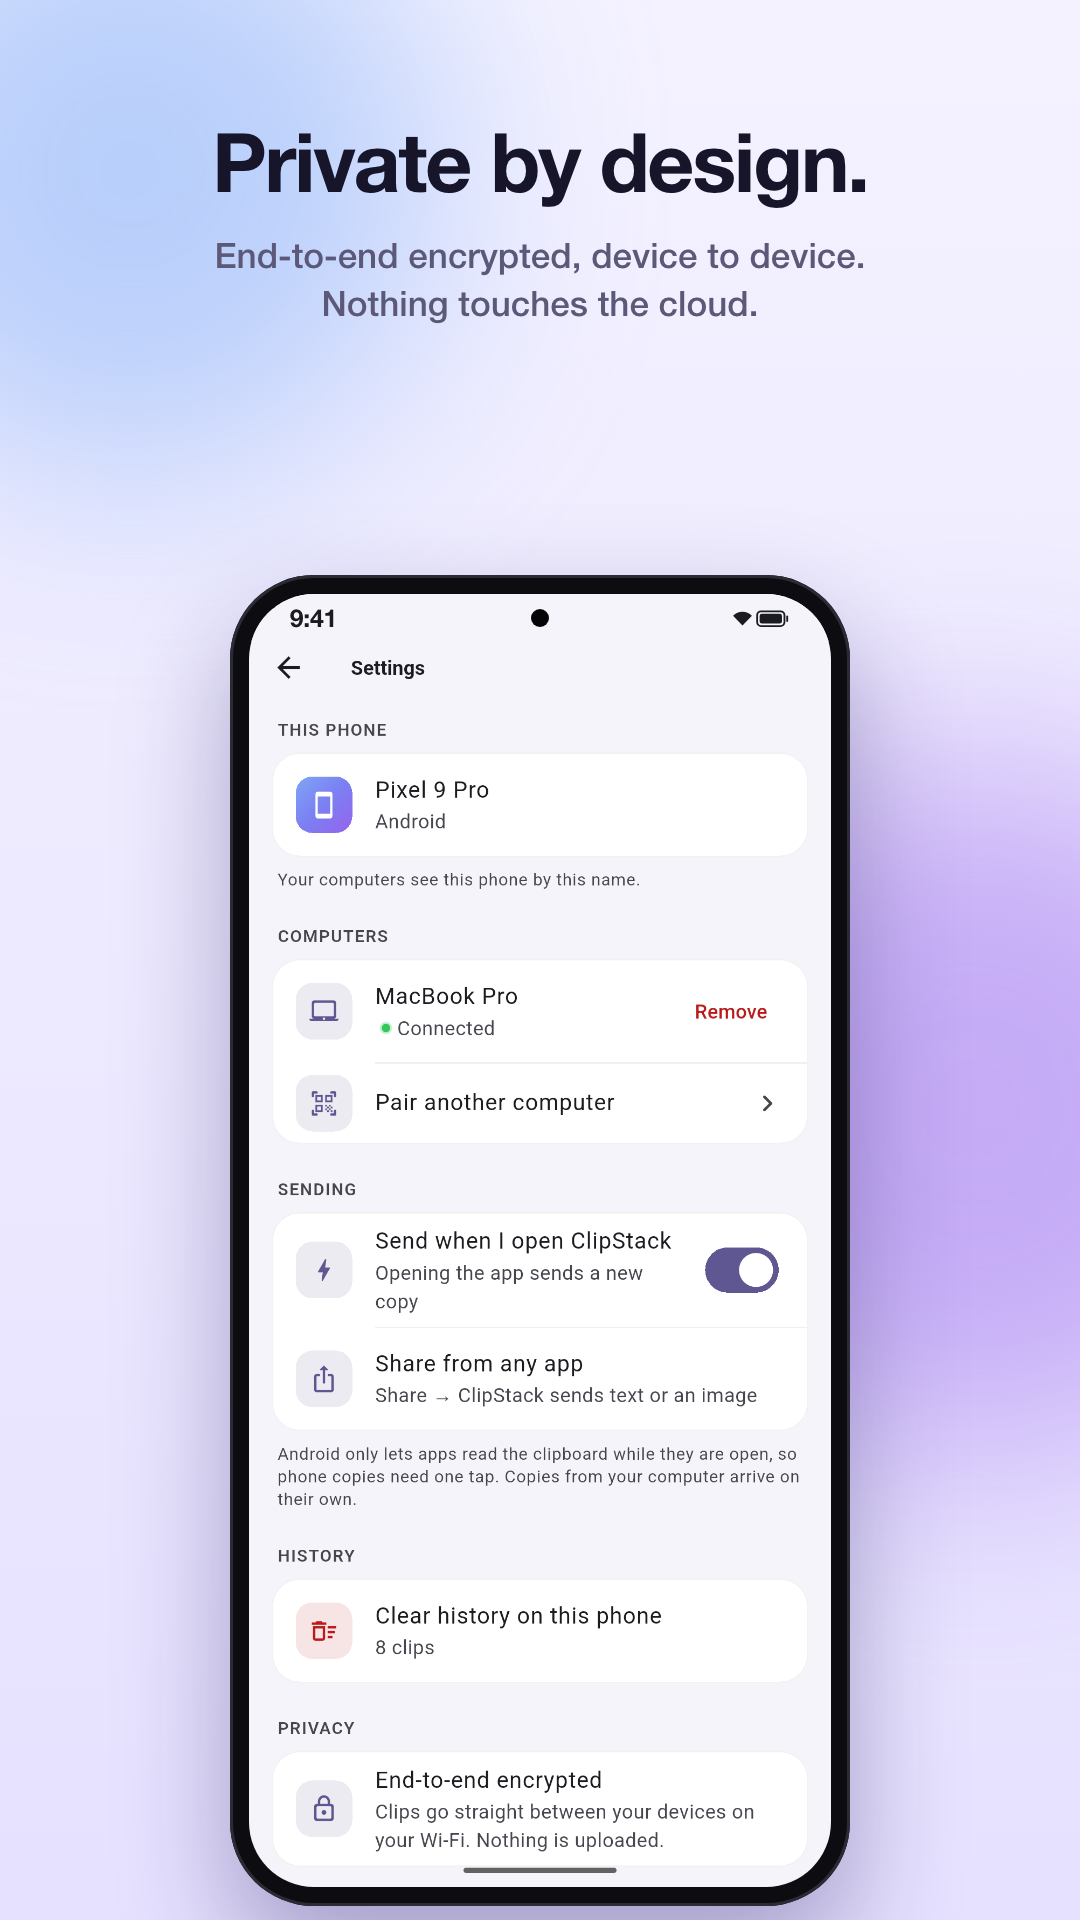 Private by design.
End-to-end encrypted, device to device.
Nothing touches the cloud.
9:41
Settings
THIS PHONE
Pixel 9 Pro
Android
Your computers see this phone by this name.
COMPUTERS
MacBook Pro
Connected
Remove
Pair another computer
SENDING
Send when I open ClipStack
Opening the app sends a new
copy
Share from any app
Share → ClipStack sends text or an image
Android only lets apps read the clipboard while they are open, so
phone copies need one tap. Copies from your computer arrive on
their own.
HISTORY
Clear history on this phone
8 clips
PRIVACY
End-to-end encrypted
Clips go straight between your devices on
your Wi-Fi. Nothing is uploaded.